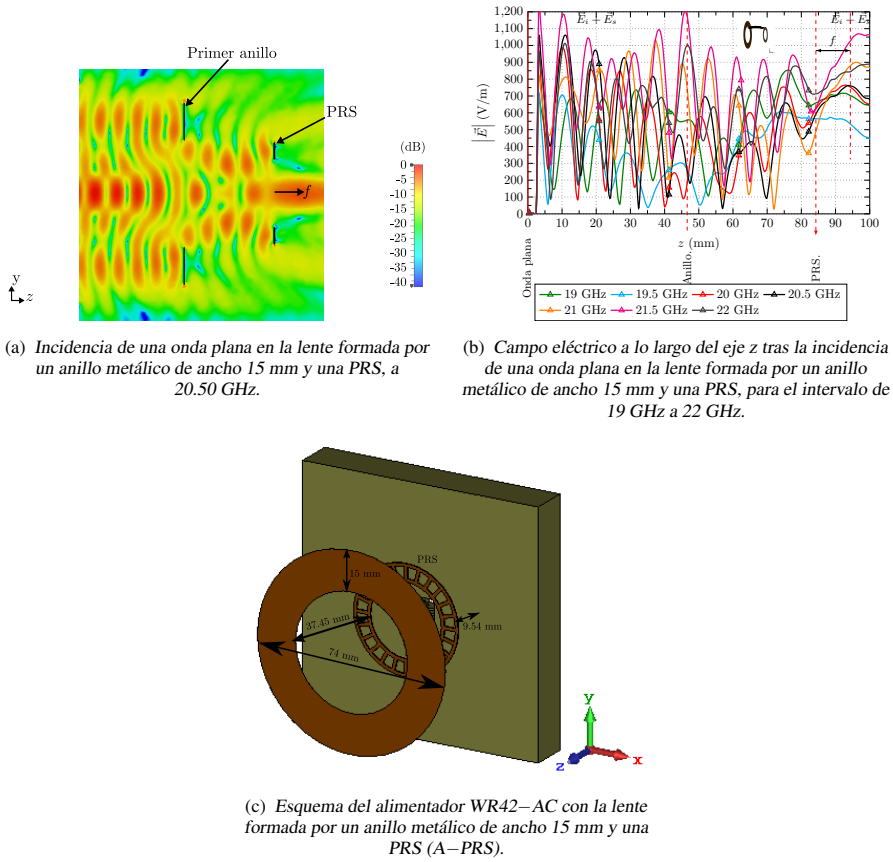 Primer anillo
PRS
(dB)
0
−5
−10
−15
−20
−25
−30
−35
−40
f
y
z
(a) Incidencia de una onda plana en la lente formada por
un anillo metálico de ancho 15 mm y una PRS, a
20.50 GHz.
E⃗i + E⃗s
E⃗i + E⃗s
f
|E⃗| (V/m)
1,200
1,100
1,000
900
800
700
600
500
400
300
200
100
0
0 10 20 30 40 50 60 70 80 90 100
z (mm)
Onda plana
Anillo.
PRS.
19 GHz 19.5 GHz 20 GHz 20.5 GHz
21 GHz 21.5 GHz 22 GHz
(b) Campo eléctrico a lo largo del eje z tras la incidencia
de una onda plana en la lente formada por un anillo
metálico de ancho 15 mm y una PRS, para el intervalo de
19 GHz a 22 GHz.
PRS
15 mm
37.45 mm
9.54 mm
74 mm
y
z
x
(c) Esquema del alimentador WR42−AC con la lente
formada por un anillo metálico de ancho 15 mm y una
PRS (A−PRS).